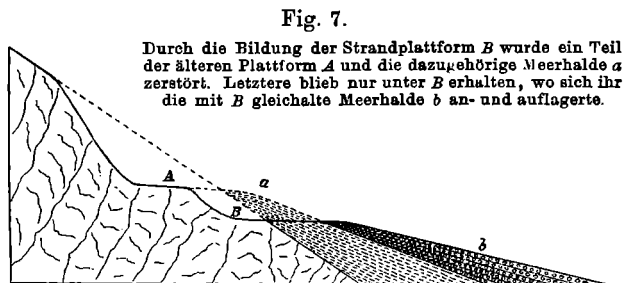 Fig. 7.
Durch die Bildung der Strandplattform B wurde ein Teil
der älteren Plattform A und die dazugehörige Meerhalde a
zerstört. Letztere blieb nur unter B erhalten, wo sich ihr
die mit B gleichalte Meerhalde b an- und auflagerte.
A
a
B
b